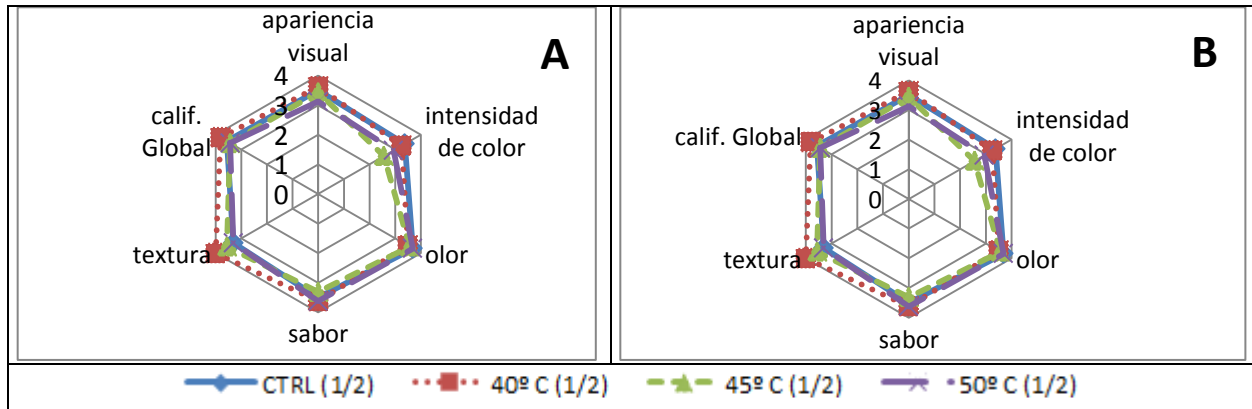 apariencia
visual
A
4
3
2
1
0
intensidad
de color
olor
sabor
textura
calif.
Global
apariencia
visual
B
4
3
2
1
0
intensidad
de color
olor
sabor
textura
calif. Global
CTRL (1/2) 40º C (1/2) 45º C (1/2) 50º C (1/2)